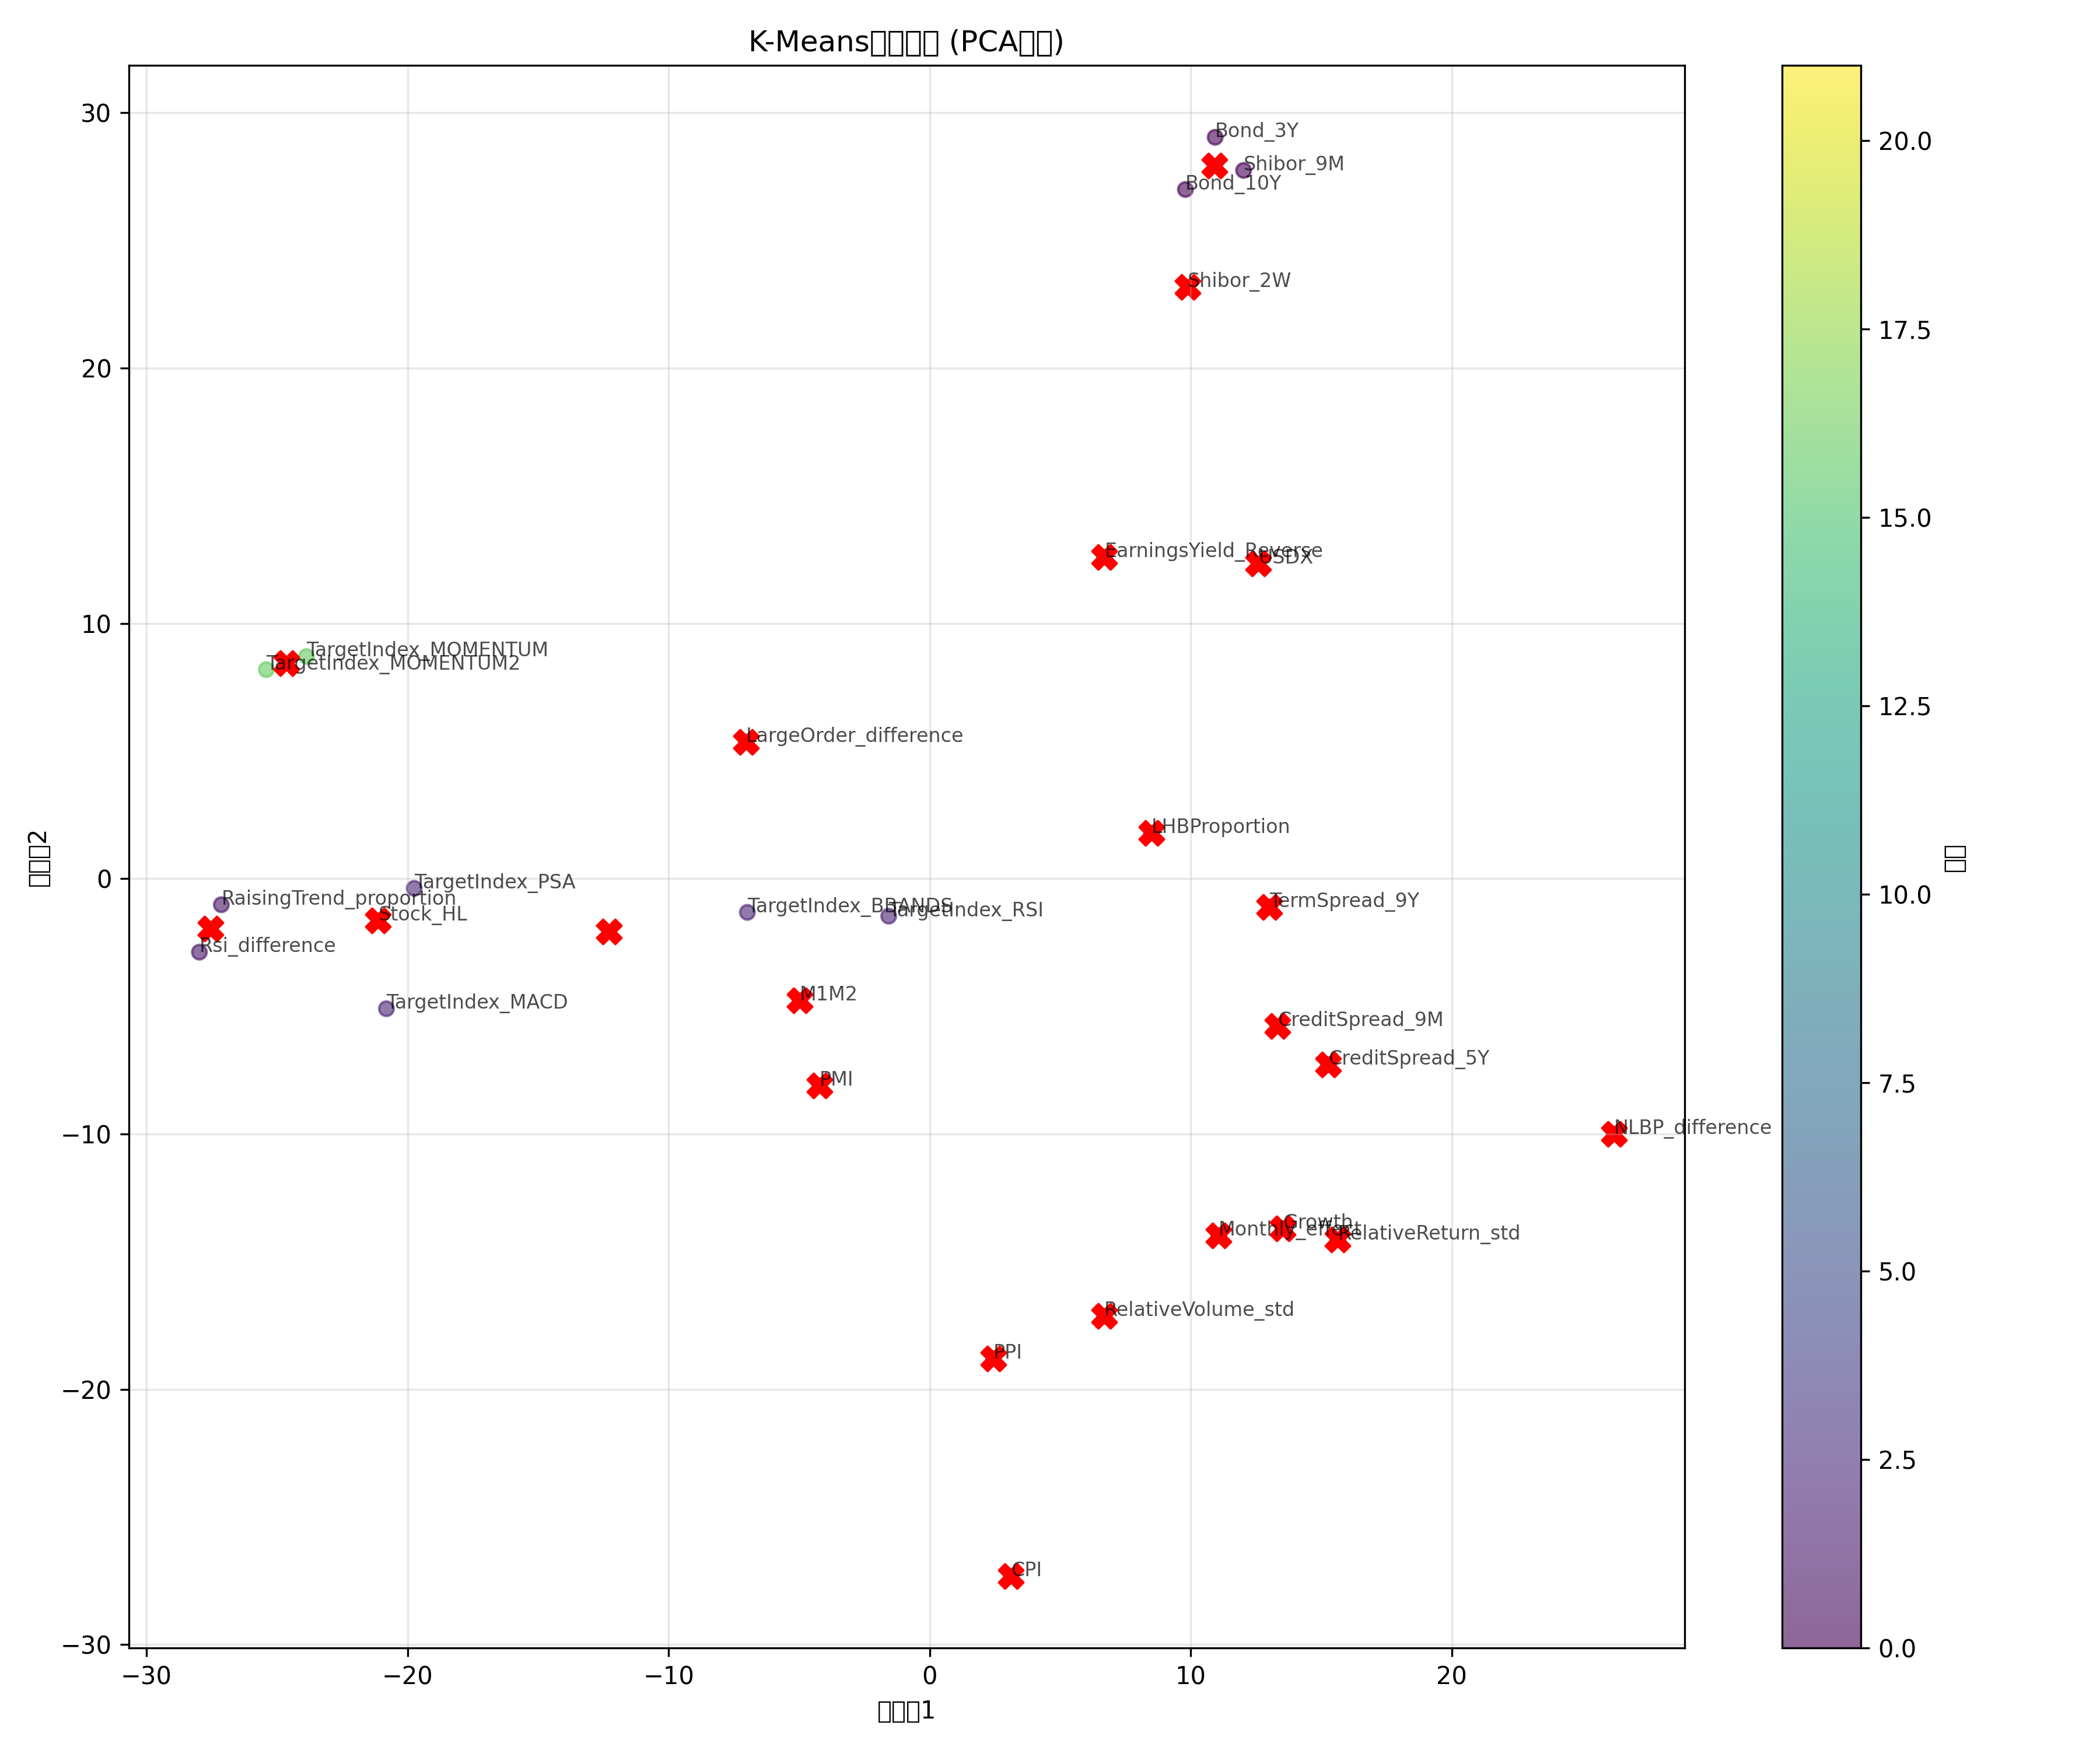 K-Means (PCA)
30
20
10
0
−10
−20
−30
2
Bond_3Y
Shibor_9M
Bond_10Y
Shibor_2W
EarningsYield_Reverse
USDX
TargetIndex_MOMENTUM
TargetIndex_MOMENTUM2
LargeOrder_difference
LHBProportion
TargetIndex_PSA
RaisingTrend_proportion
TermSpread_9Y
TargetIndex_BBANDS
TargetIndex_RSI
Stock_HL
Rsi_difference
M1M2
TargetIndex_MACD
CreditSpread_9M
CreditSpread_5Y
PMI
NLBP_difference
Growth
Monthly_effect
RelativeReturn_std
RelativeVolume_std
PPI
CPI
−30
−20
−10
0
10
20
1
20.0
17.5
15.0
12.5
10.0
7.5
5.0
2.5
0.0